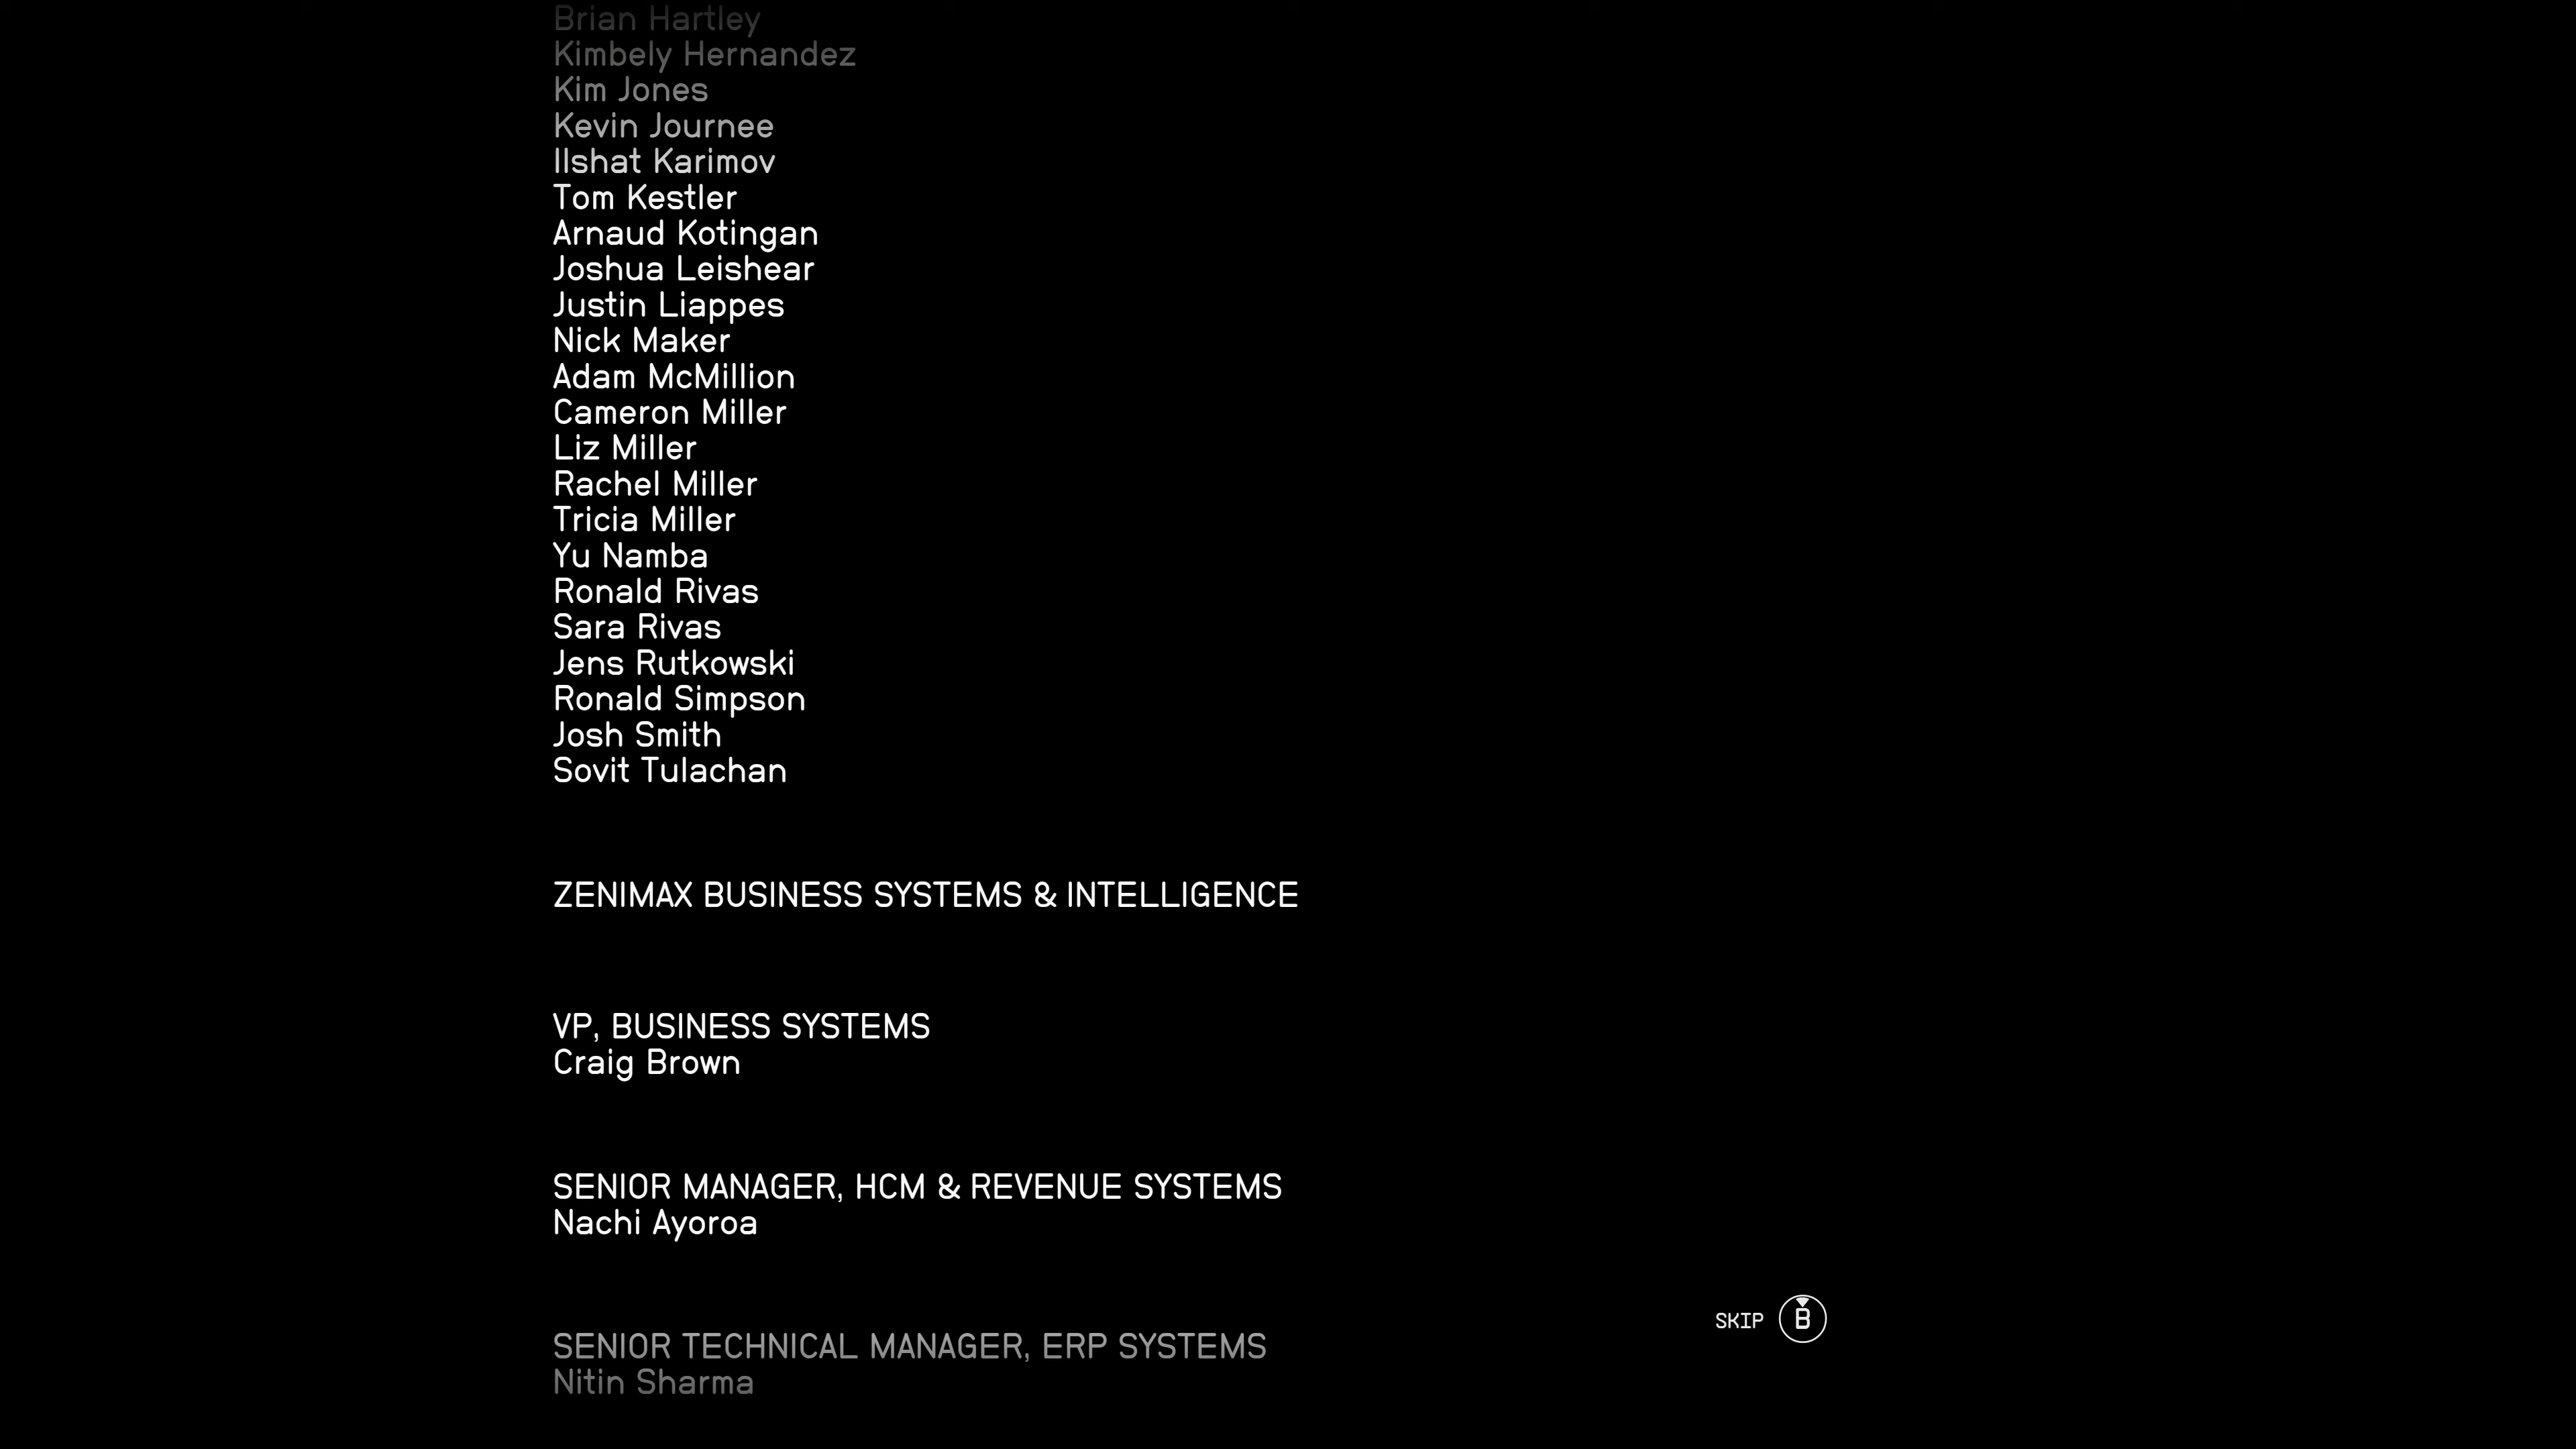 Brian Hartley
Kimbely Hernandez
Kim Jones
Kevin Journee
Ilshat Karimov
Tom Kestler
Arnaud Kotingan
Joshua Leishear
Justin Liappes
Nick Maker
Adam McMillion
Cameron Miller
Liz Miller
Rachel Miller
Tricia Miller
Yu Namba
Ronald Rivas
Sara Rivas
Jens Rutkowski
Ronald Simpson
Josh Smith
Sovit Tulachan
ZENIMAX BUSINESS SYSTEMS & INTELLIGENCE
VP, BUSINESS SYSTEMS
Craig Brown
SENIOR MANAGER, HCM & REVENUE SYSTEMS
Nachi Ayoroa
SKIP B
SENIOR TECHNICAL MANAGER, ERP SYSTEMS
Nitin Sharma